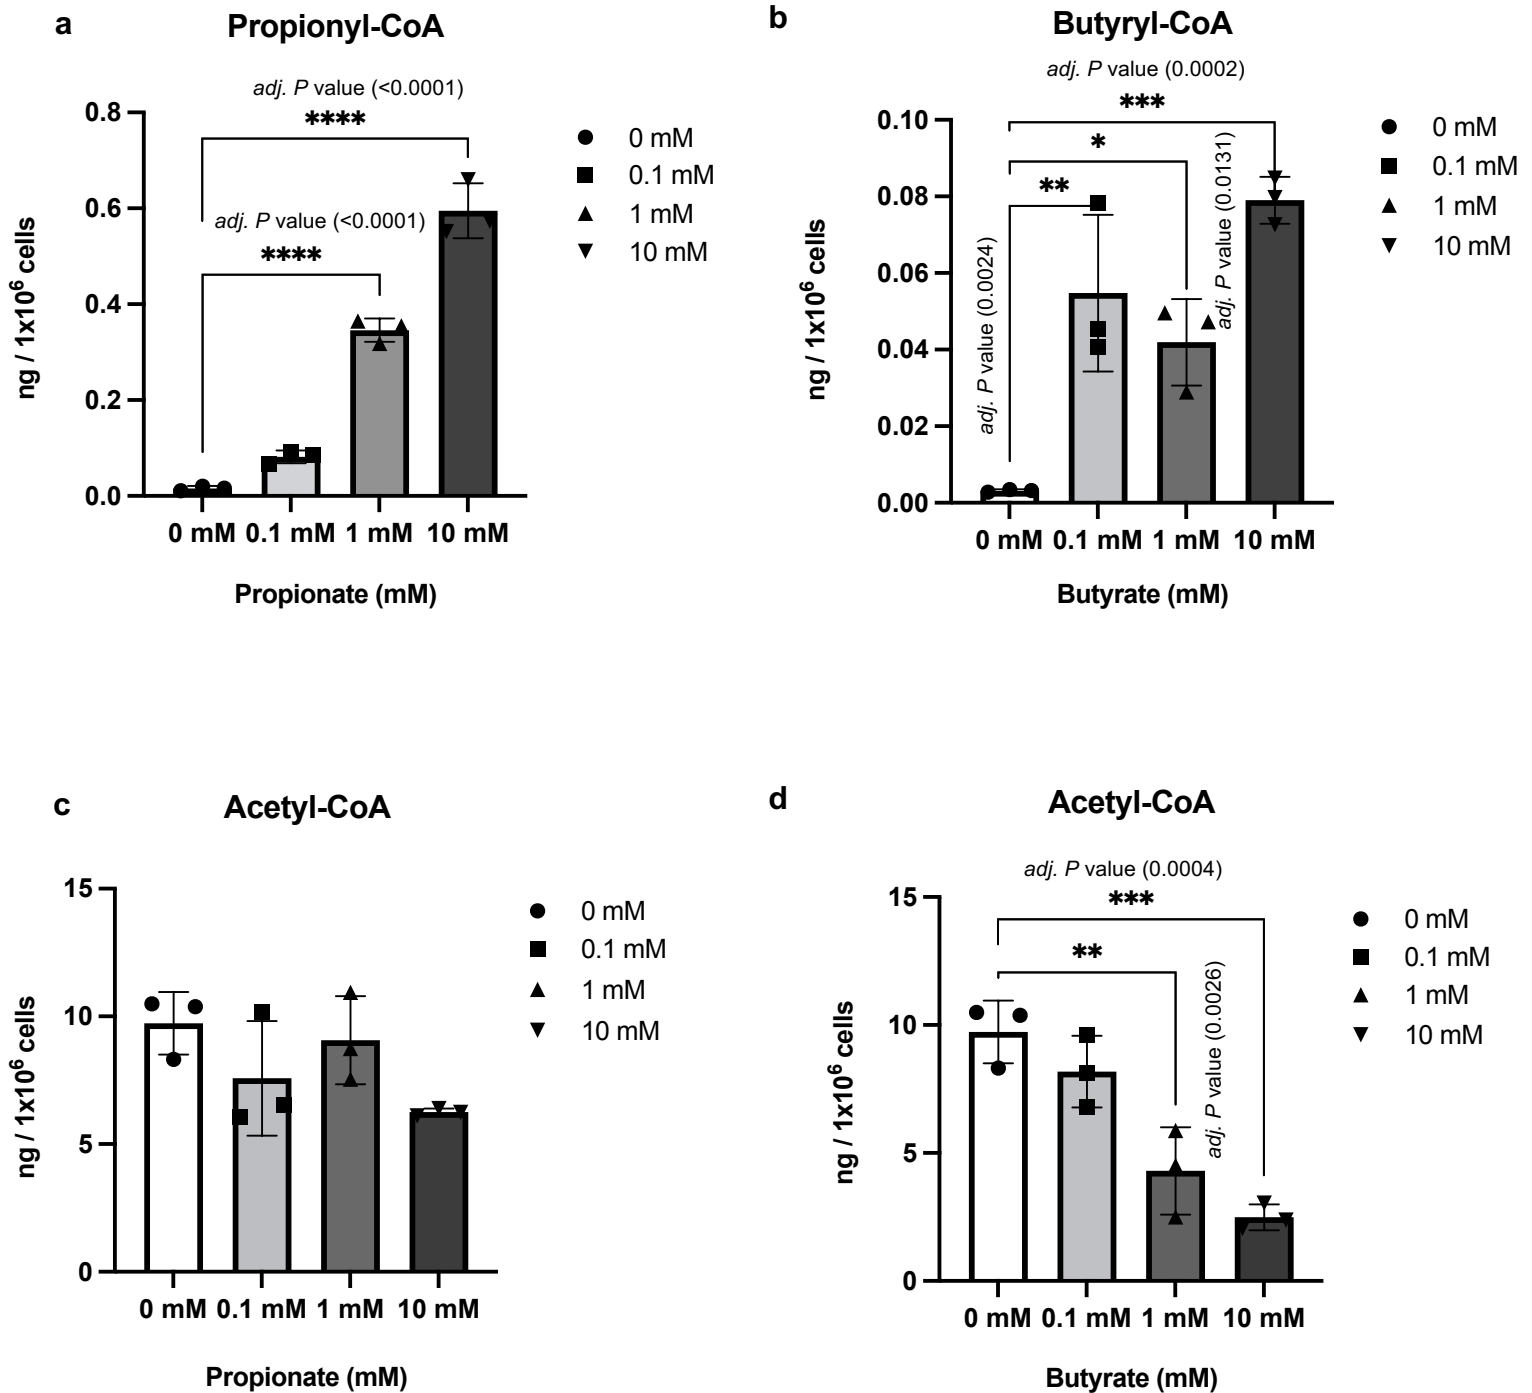 a
Propionyl-CoA
adj. P value (<0.0001)
****
adj. P value (<0.0001)
****
0.8
0.6
0.4
0.2
0.0
ng / 1x10⁶ cells
0 mM 0.1 mM 1 mM 10 mM
Propionate (mM)
0 mM
0.1 mM
1 mM
10 mM
b
Butyryl-CoA
adj. P value (0.0002)
***
*
**
adj. P value (0.0024)
adj. P value (0.0131)
0.10
0.08
0.06
0.04
0.02
0.00
ng / 1x10⁶ cells
0 mM 0.1 mM 1 mM 10 mM
Butyrate (mM)
0 mM
0.1 mM
1 mM
10 mM
c
Acetyl-CoA
15
10
5
0
ng / 1x10⁶ cells
0 mM 0.1 mM 1 mM 10 mM
Propionate (mM)
0 mM
0.1 mM
1 mM
10 mM
d
Acetyl-CoA
adj. P value (0.0004)
***
**
adj. P value (0.0026)
15
10
5
0
ng / 1x10⁶ cells
0 mM 0.1 mM 1 mM 10 mM
Butyrate (mM)
0 mM
0.1 mM
1 mM
10 mM